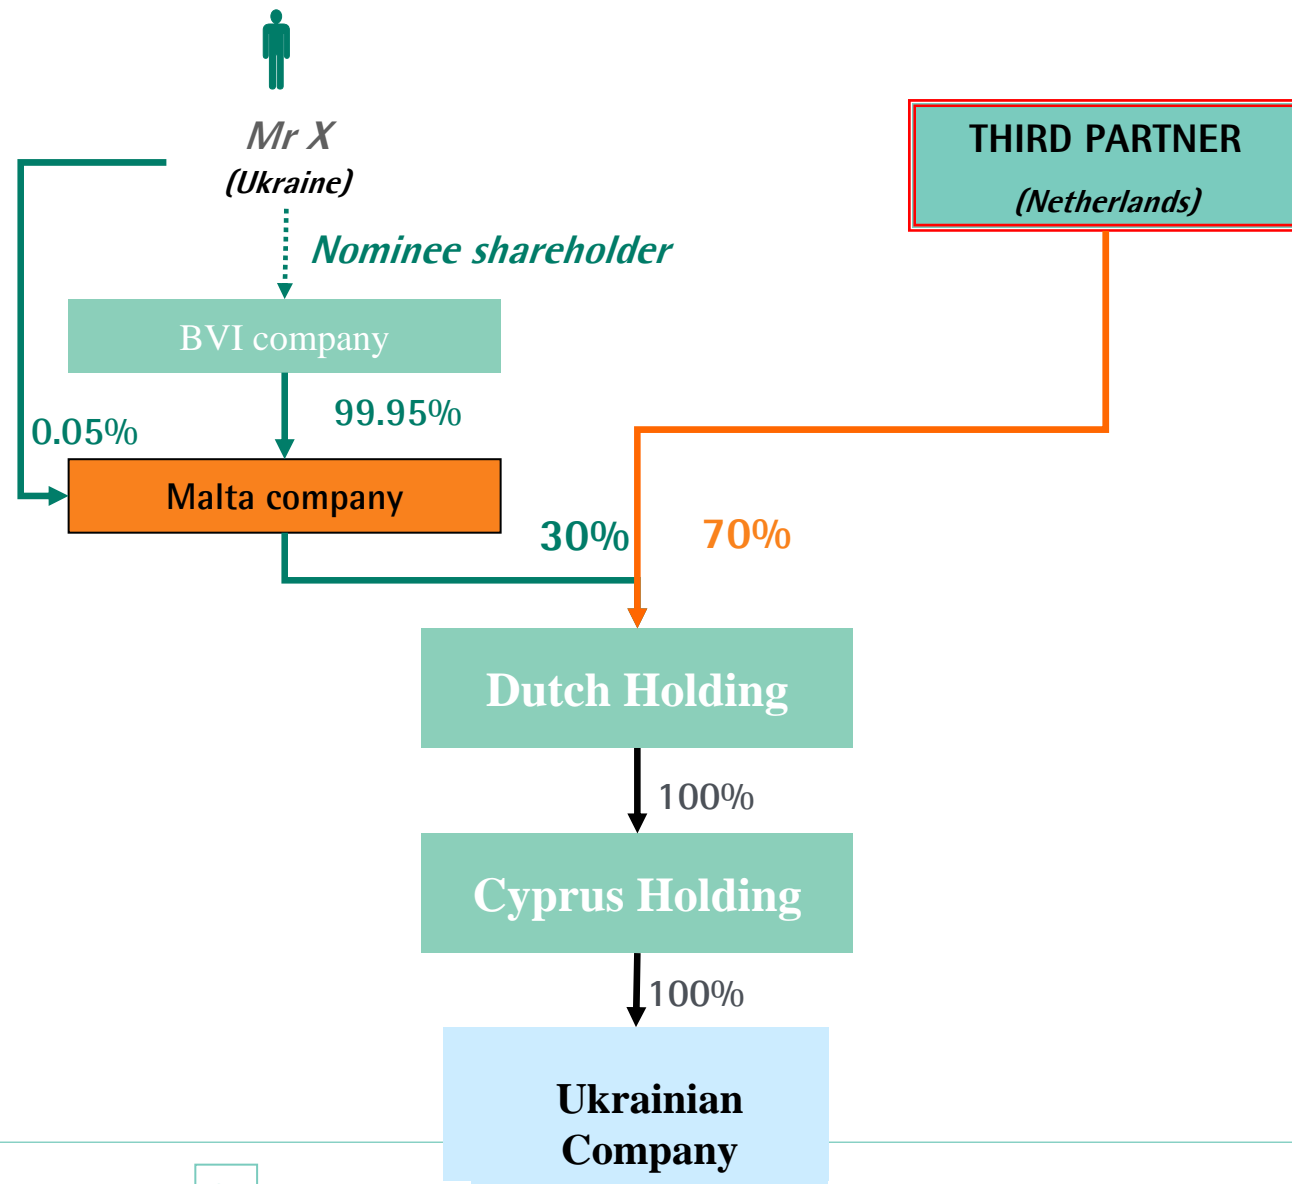 Mr X
(Ukraine)
THIRD PARTNER
(Netherlands)
Nominee shareholder
BVI company
0.05%
99.95%
Malta company
30%
70%
Dutch Holding
100%
Cyprus Holding
100%
Ukrainian
Company